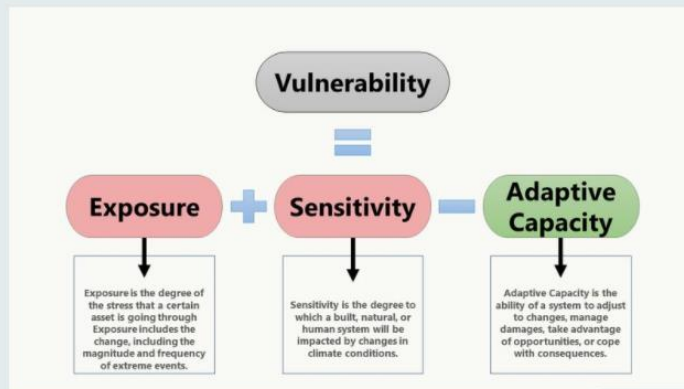 Vulnerability
=
Exposure + Sensitivity − Adaptive
Capacity
Exposure is the degree of
the stress that a certain
asset is going through
Exposure includes the
change, including the
magnitude and frequency
of extreme events.
Sensitivity is the degree to
which a built, natural, or
human system will be
impacted by changes in
climate conditions.
Adaptive Capacity is the
ability of a system to adjust
to changes, manage
damages, take advantage
of opportunities, or cope
with consequences.